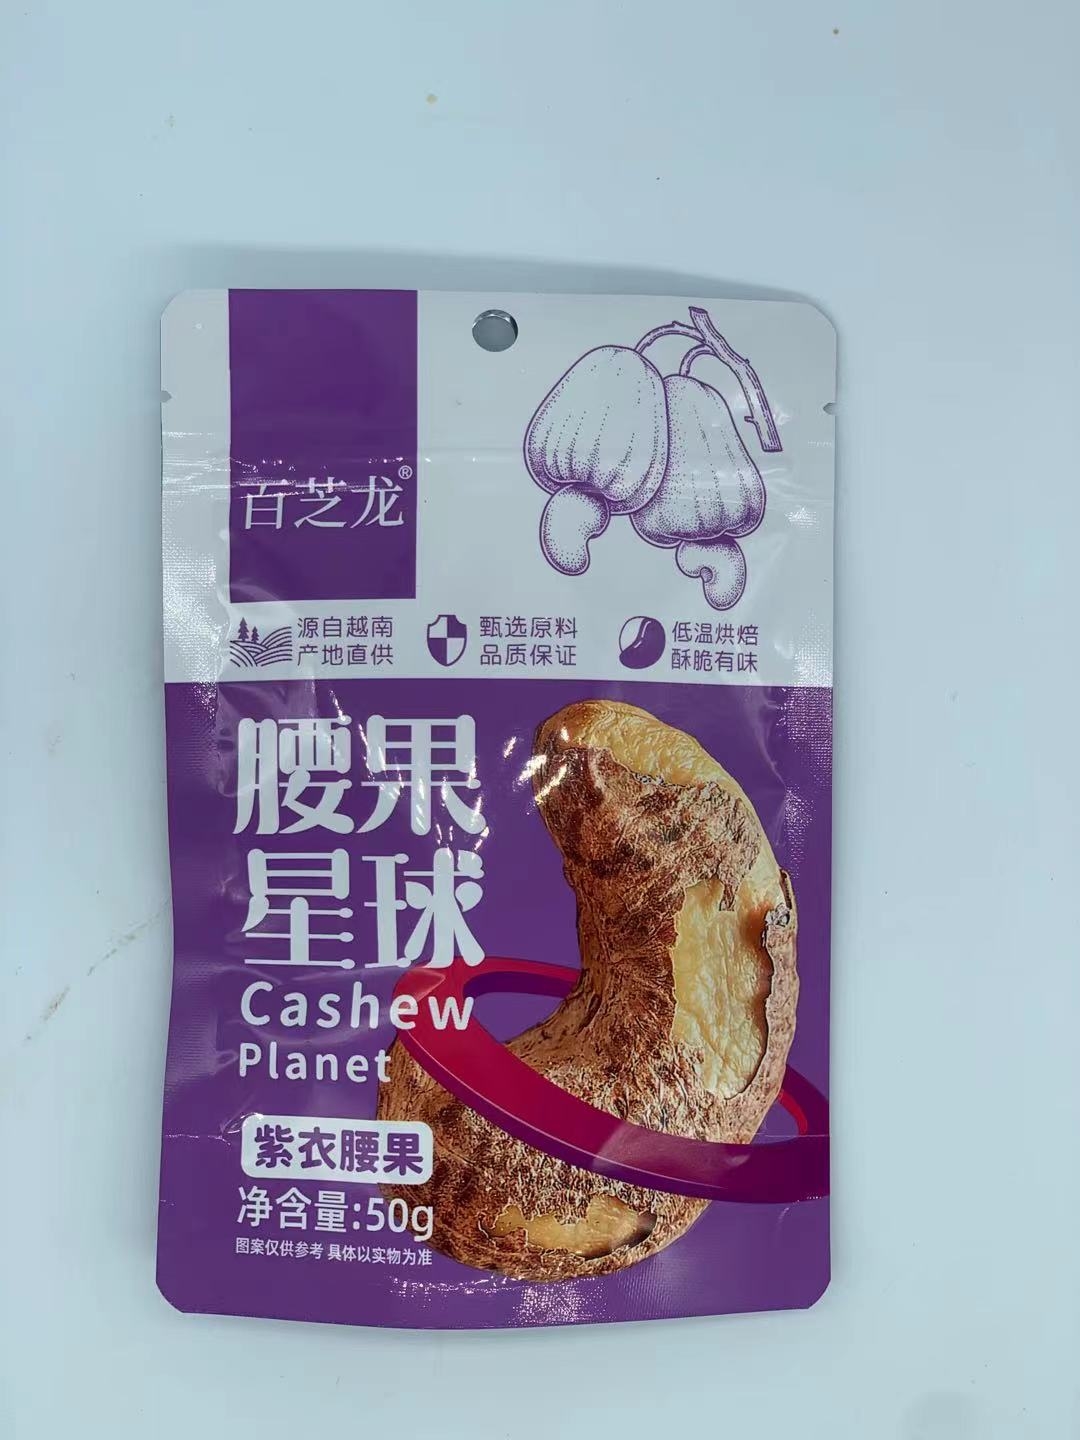 百芝龙®
源自越南
产地直供
甄选原料
品质保证
低温烘焙
酥脆有味
腰果
星球
Cashew
Planet
紫衣腰果
净含量:50g
图案仅供参考 具体以实物为准